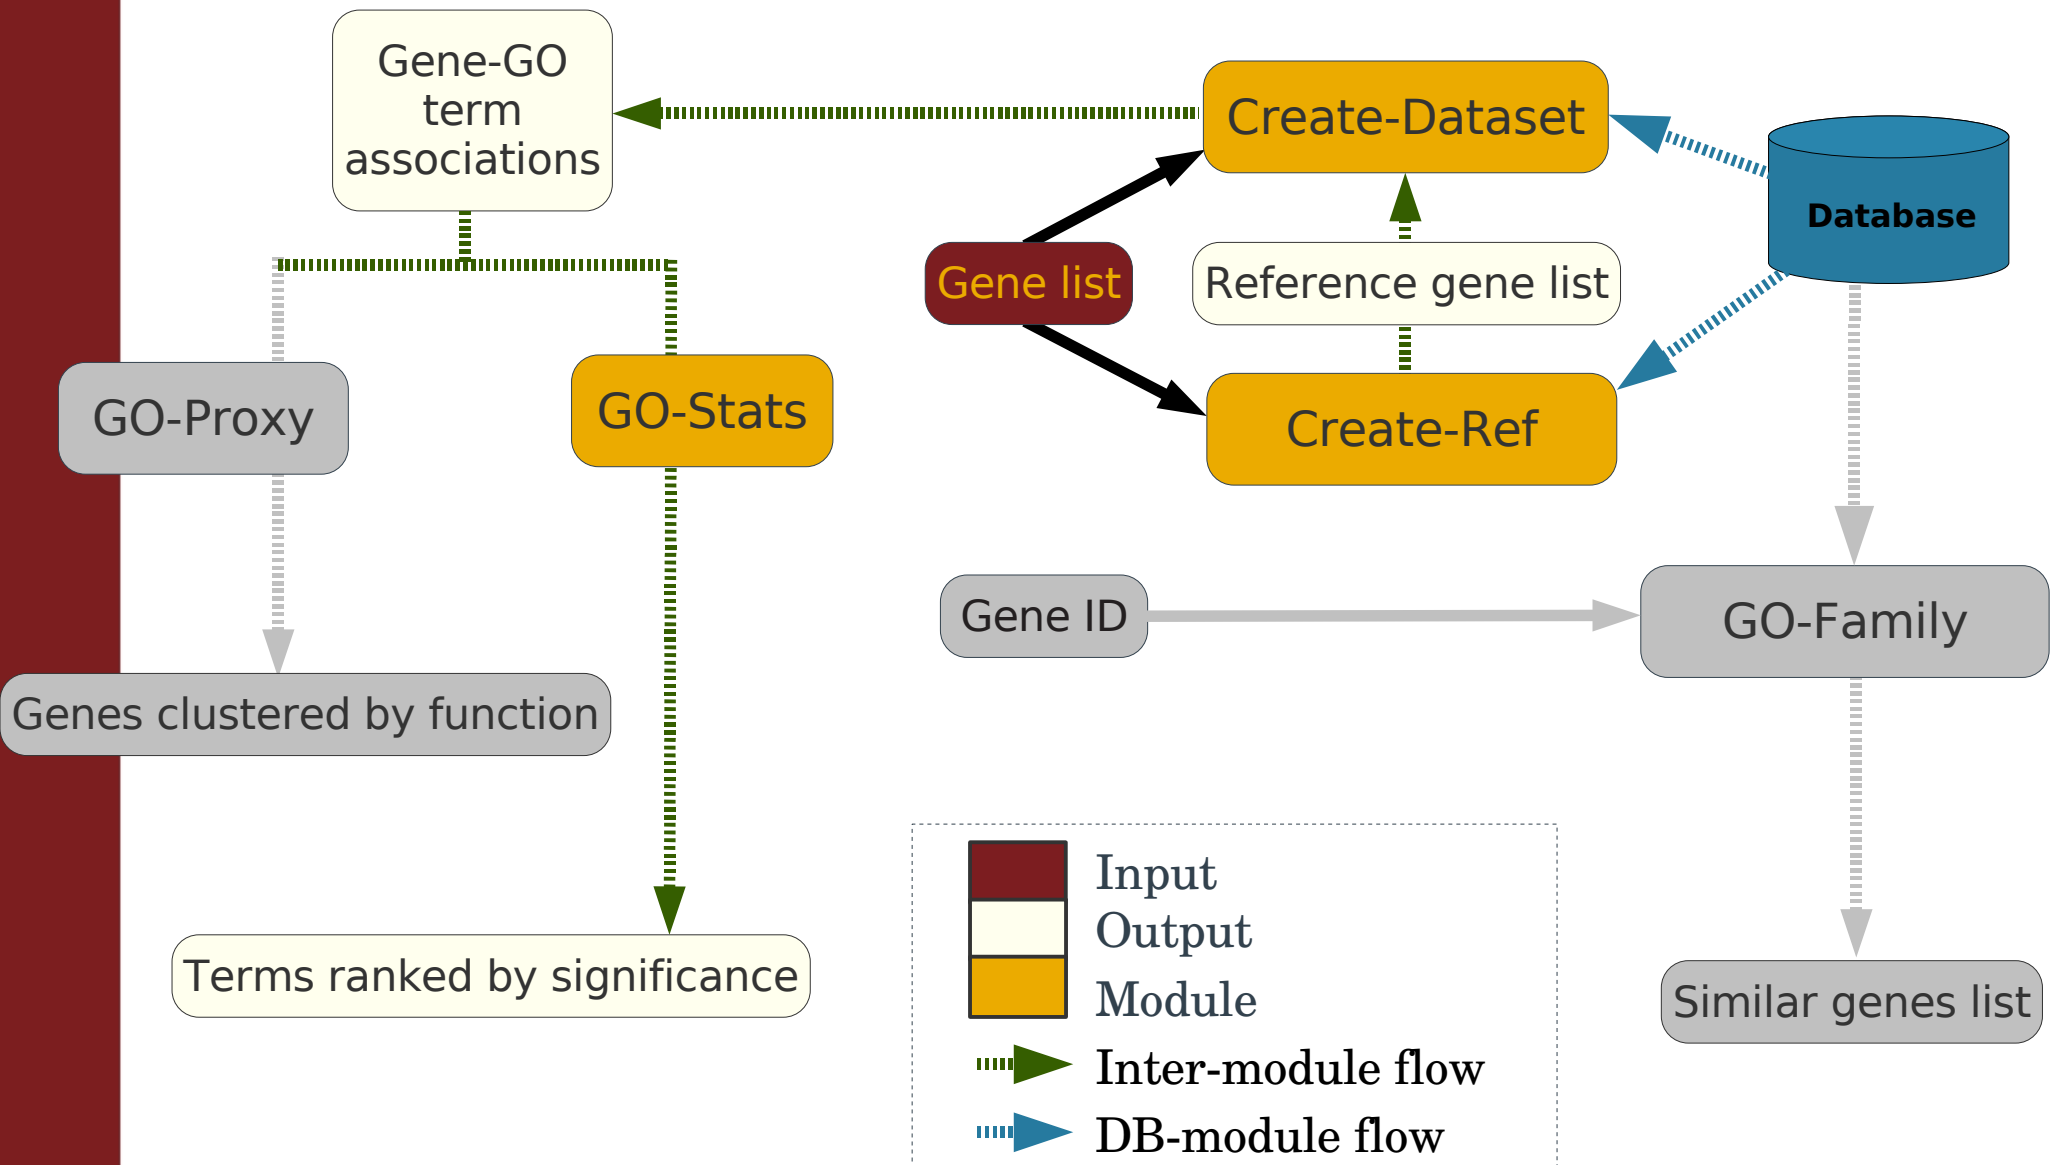 Gene-GO
term
associations
Create-Dataset
Database
Gene list
Reference gene list
GO-Proxy
GO-Stats
Create-Ref
Gene ID
GO-Family
Genes clustered by function
Terms ranked by significance
Similar genes list
Input
Output
Module
Inter-module flow
DB-module flow